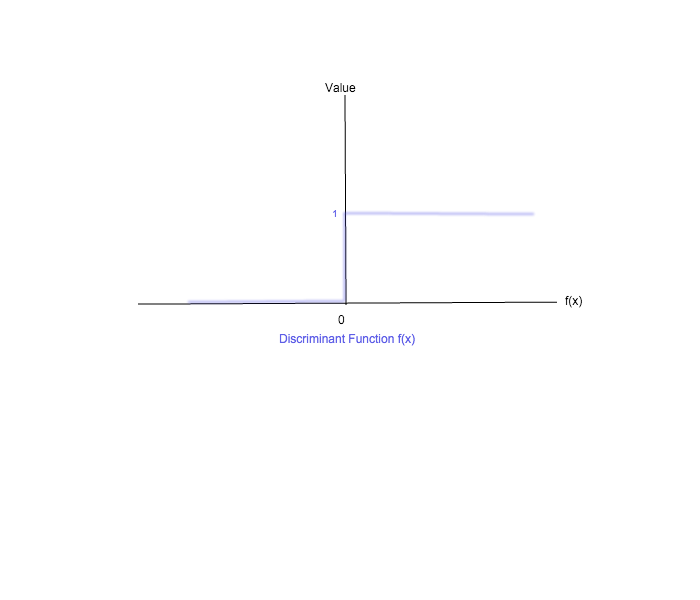 Value
1
f(x)
0
Discriminant Function f(x)